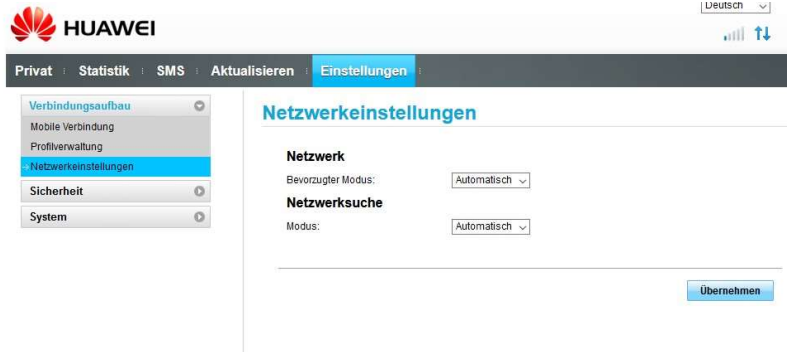 Deutsch
HUAWEI
Privat Statistik SMS Aktualisieren Einstellungen
Verbindungsaufbau
Mobile Verbindung
Profilverwaltung
Netzwerkeinstellungen
Sicherheit
System
Netzwerkeinstellungen
Netzwerk
Bevorzugter Modus: Automatisch
Netzwerksuche
Modus: Automatisch
Übernehmen